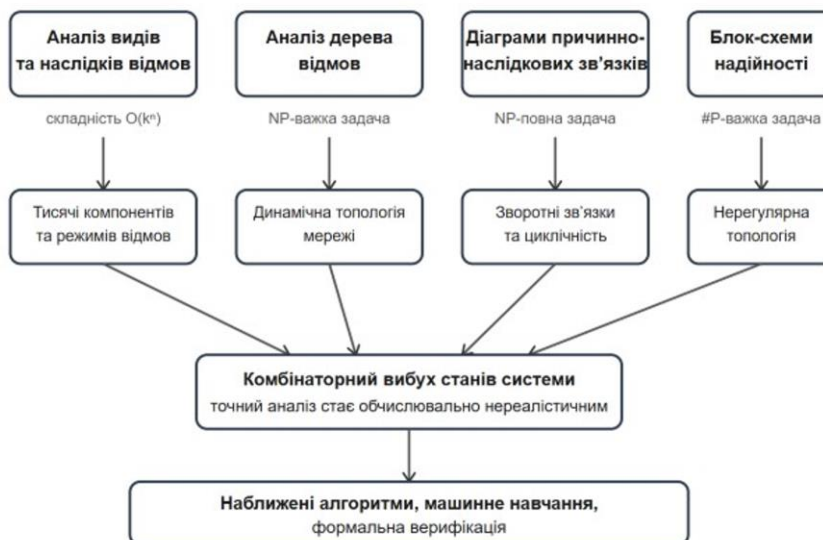 Аналіз видів
та наслідків відмов
Аналіз дерева
відмов
Діаграми причинно-
наслідкових зв’язків
Блок-схеми
надійності
складність O(kⁿ)
NP-важка задача
NP-повна задача
#P-важка задача
Тисячі компонентів
та режимів відмов
Динамічна топологія
мережі
Зворотні зв’язки
та циклічність
Нерегулярна
топологія
Комбінаторний вибух станів системи
точний аналіз стає обчислювально нереалістичним
Наближені алгоритми, машинне навчання,
формальна верифікація